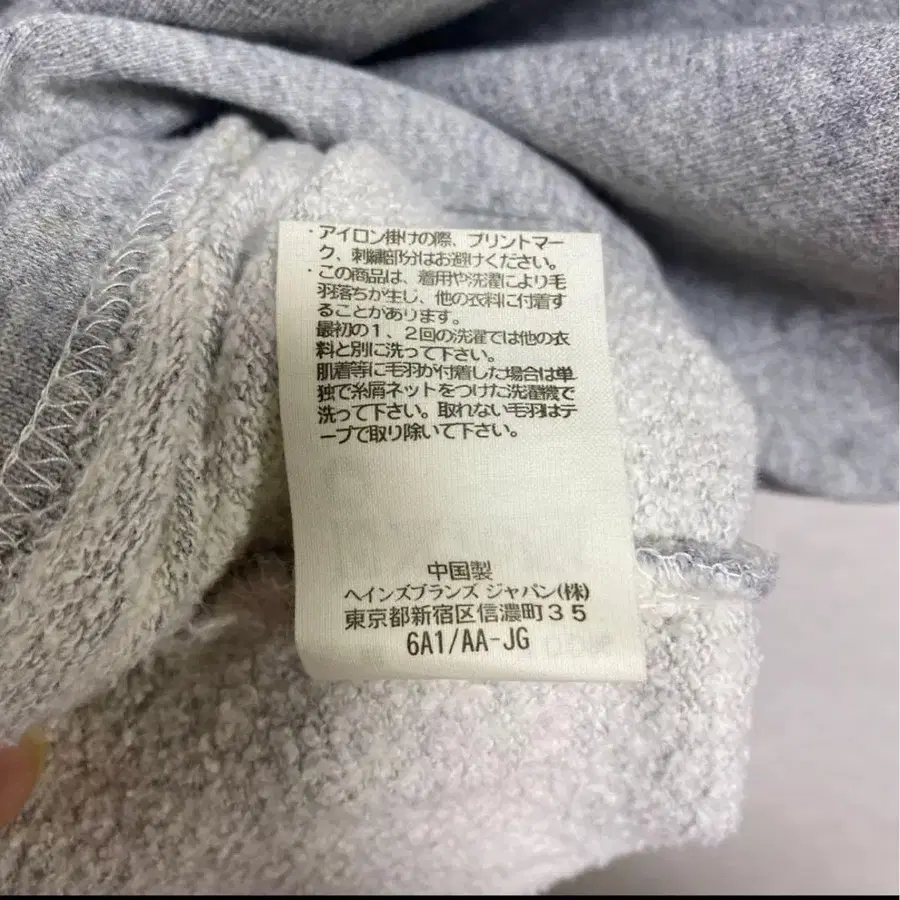 ・アイロン掛けの際、プリントマー
ク、刺繍部分はお避けください。
・この商品は、着用や洗濯により毛
羽落ちが生じ、他の衣料に付着す
ることがあります。
最初の１、２回の洗濯では他の衣
料と別に洗って下さい。
肌着等に毛羽が付着した場合は単
独で糸屑ネットをつけた洗濯機で
洗って下さい。取れない毛羽はテ
ープで取り除いて下さい。
中国製
ヘインズブランズ ジャパン(株)
東京都新宿区信濃町３５
6A1/AA-JG